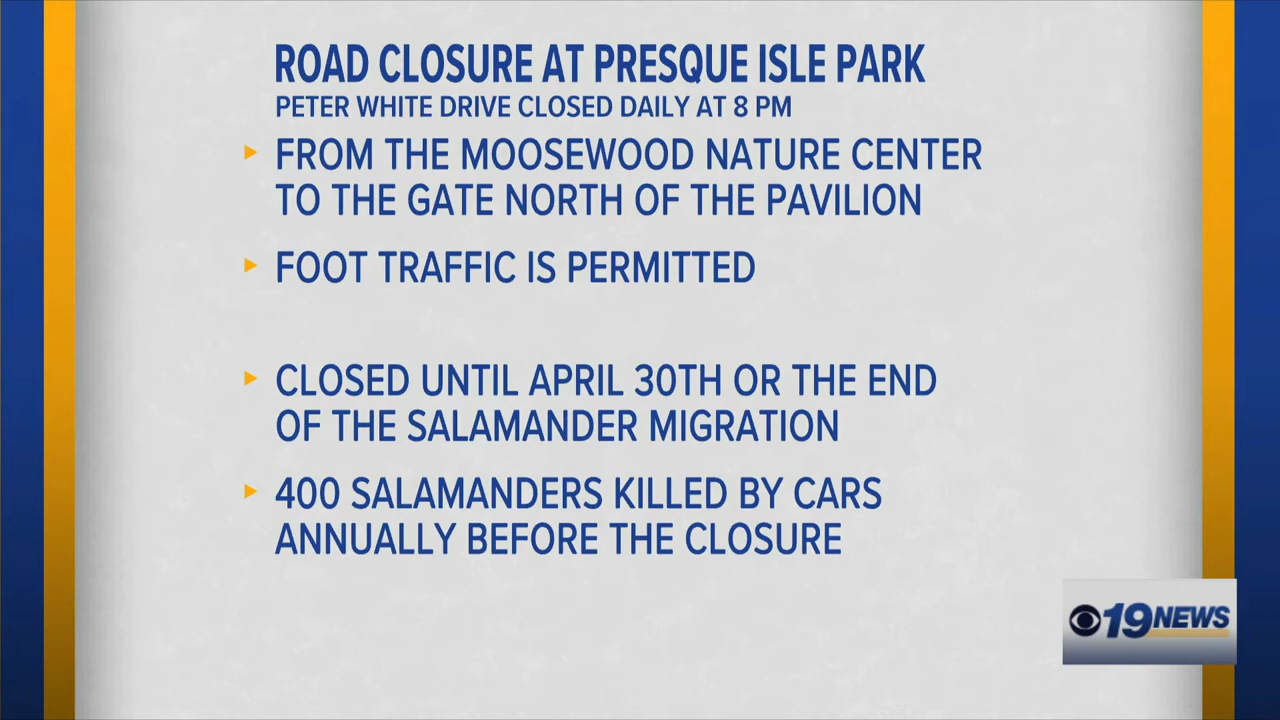 ROAD CLOSURE AT PRESQUE ISLE PARK
PETER WHITE DRIVE CLOSED DAILY AT 8 PM
FROM THE MOOSEWOOD NATURE CENTER
TO THE GATE NORTH OF THE PAVILION
FOOT TRAFFIC IS PERMITTED
CLOSED UNTIL APRIL 30TH OR THE END
OF THE SALAMANDER MIGRATION
400 SALAMANDERS KILLED BY CARS
ANNUALLY BEFORE THE CLOSURE
19 NEWS